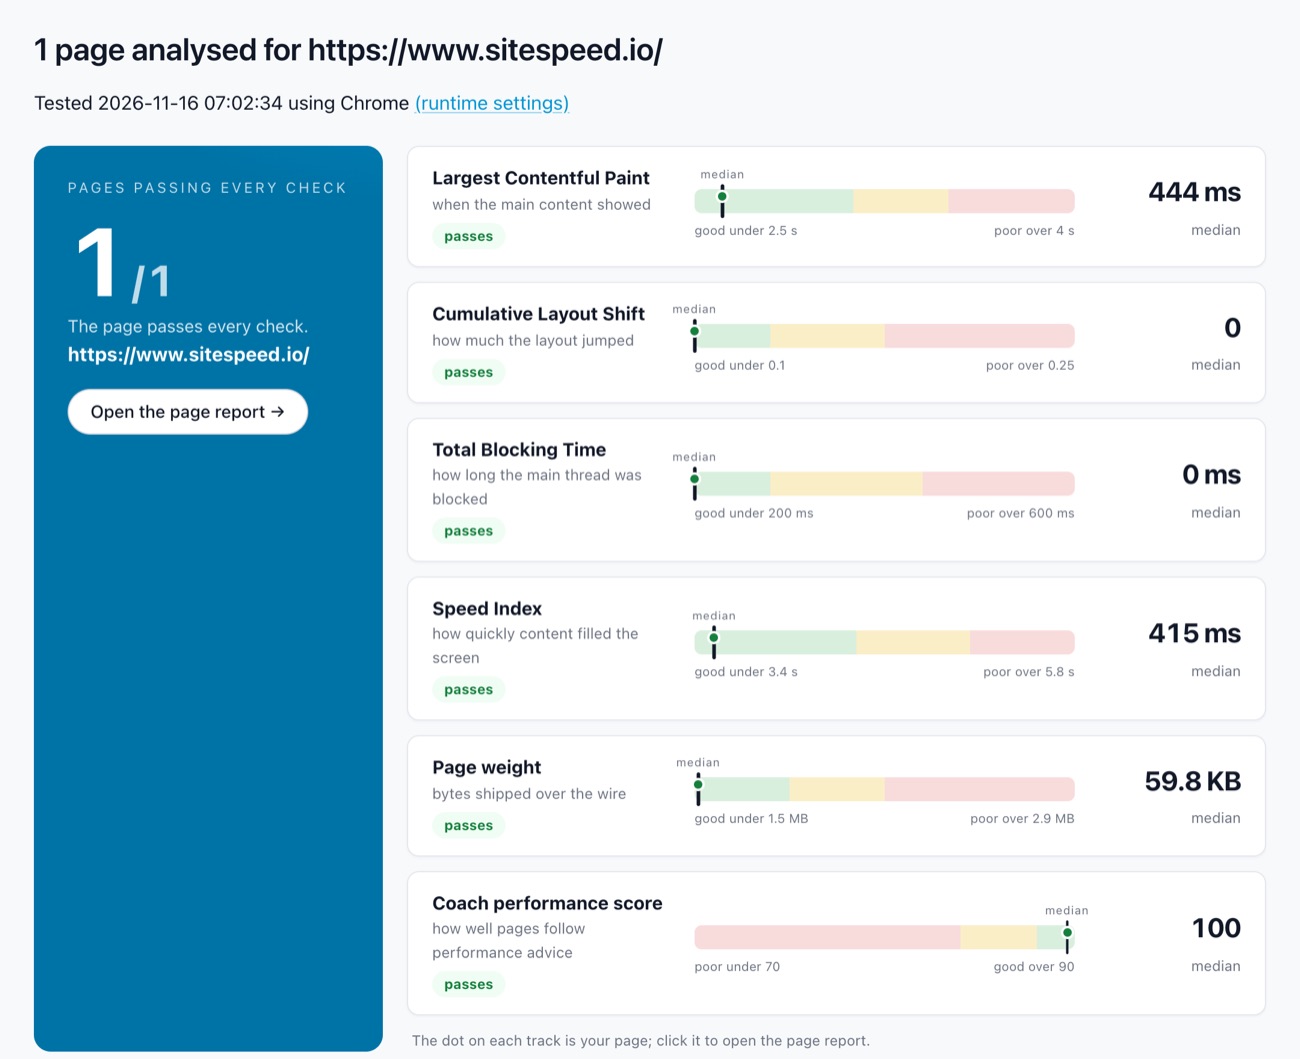 1 page analysed for https://www.sitespeed.io/
Tested 2026-11-16 07:02:34 using Chrome (runtime settings)
PAGES PASSING EVERY CHECK
1/1
The page passes every check.
https://www.sitespeed.io/
Open the page report →
Largest Contentful Paint
when the main content showed
passes
median
good under 2.5 s
poor over 4 s
444 ms
median
Cumulative Layout Shift
how much the layout jumped
passes
median
good under 0.1
poor over 0.25
0
median
Total Blocking Time
how long the main thread was
blocked
passes
median
good under 200 ms
poor over 600 ms
0 ms
median
Speed Index
how quickly content filled the
screen
passes
median
good under 3.4 s
poor over 5.8 s
415 ms
median
Page weight
bytes shipped over the wire
passes
median
good under 1.5 MB
poor over 2.9 MB
59.8 KB
median
Coach performance score
how well pages follow
performance advice
passes
median
poor under 70
good over 90
100
median
The dot on each track is your page; click it to open the page report.